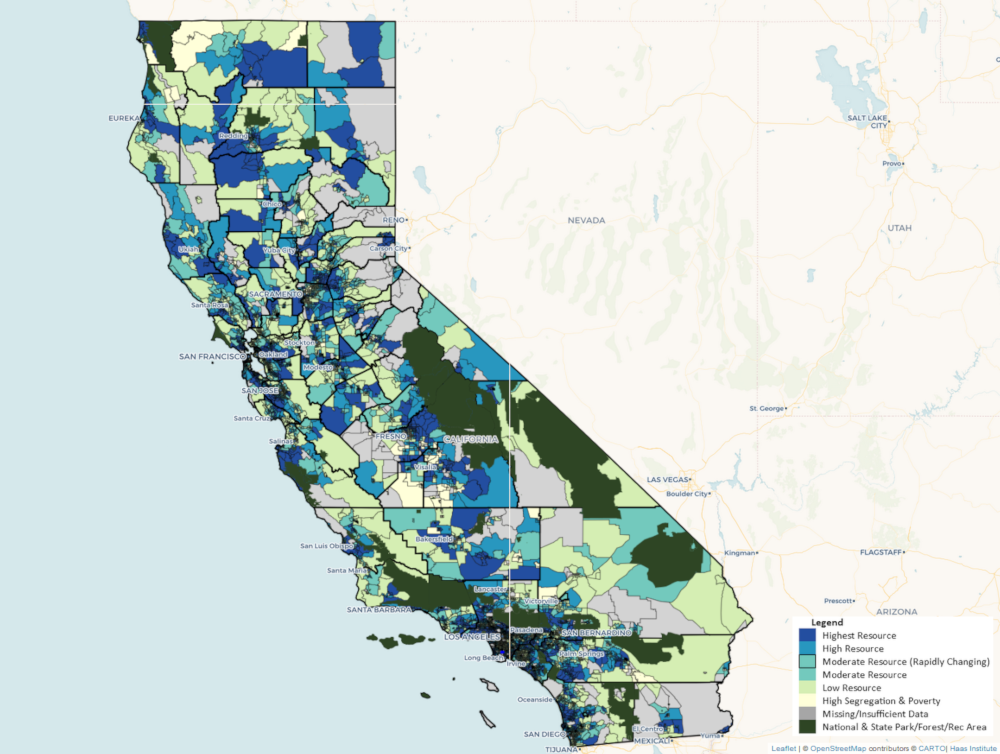 EUREKA
Redding
SALT LAKE
CITY
Provo
Chico
RENO
NEVADA
UTAH
Ukiah
Yuba City
Carson City
Santa Rosa
SACRAMENTO
Stockton
SAN FRANCISCO
Oakland
Modesto
SAN JOSE
Santa Cruz
St. George
Salinas
FRESNO
CALIFORNIA
Visalia
LAS VEGAS
Boulder City
San Luis Obispo
Bakersfield
Kingman
FLAGSTAFF
Santa Maria
Lancaster
Victorville
Prescott
SANTA BARBARA
ARIZONA
LOS ANGELES
Pasadena
SAN BERNARDINO
Long Beach
Irvine
Palm Springs
Oceanside
SAN DIEGO
El Centro
MEXICALI
Yuma
TIJUANA
Legend
Highest Resource
High Resource
Moderate Resource (Rapidly Changing)
Moderate Resource
Low Resource
High Segregation & Poverty
Missing/Insufficient Data
National & State Park/Forest/Rec Area
Leaflet | © OpenStreetMap contributors © CARTO| Haas Institute